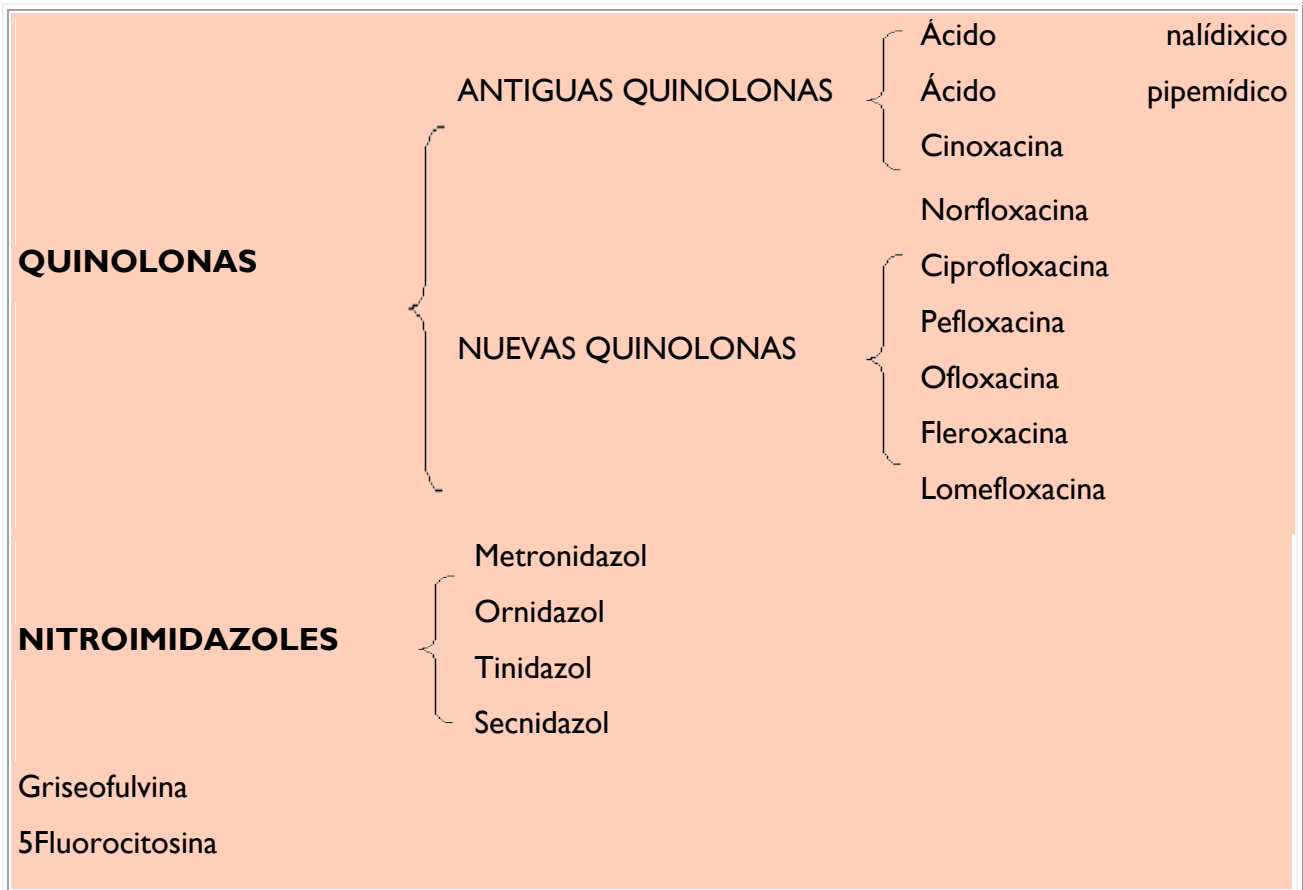 Ácido nalídixico
ANTIGUAS QUINOLONAS
Ácido pipemídico
Cinoxacina
Norfloxacina
QUINOLONAS
Ciprofloxacina
Pefloxacina
NUEVAS QUINOLONAS
Ofloxacina
Fleroxacina
Lomefloxacina
Metronidazol
Ornidazol
NITROIMIDAZOLES
Tinidazol
Secnidazol
Griseofulvina
5Fluorocitosina